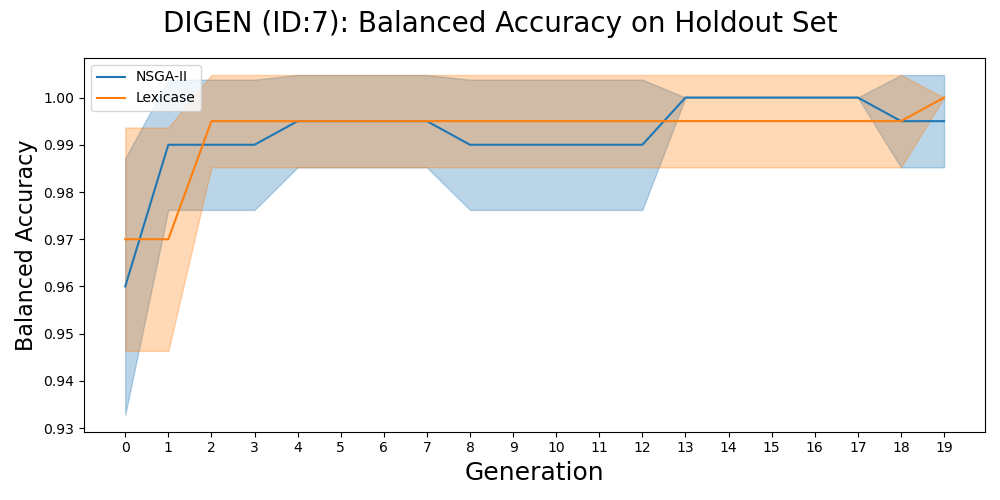 DIGEN (ID:7): Balanced Accuracy on Holdout Set
NSGA-II
Lexicase
Balanced Accuracy
1.00
0.99
0.98
0.97
0.96
0.95
0.94
0.93
0 1 2 3 4 5 6 7 8 9 10 11 12 13 14 15 16 17 18 19
Generation